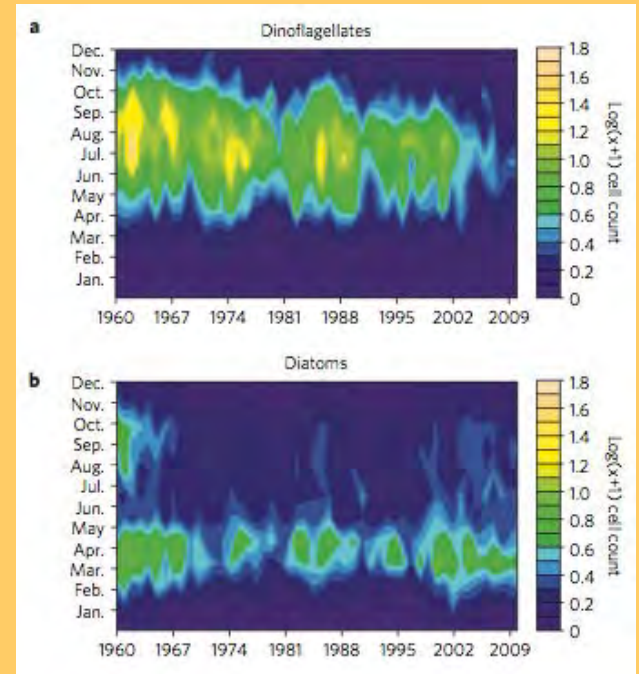 a
Dinoflagellates
Dec.
Nov.
Oct.
Sep.
Aug.
Jul.
Jun.
May
Apr.
Mar.
Feb.
Jan.
1960 1967 1974 1981 1988 1995 2002 2009
1.8
1.6
1.4
1.2
1.0
0.8
0.6
0.4
0.2
0
Log(x+1) cell count
b
Diatoms
Dec.
Nov.
Oct.
Sep.
Aug.
Jul.
Jun.
May
Apr.
Mar.
Feb.
Jan.
1960 1967 1974 1981 1988 1995 2002 2009
1.8
1.6
1.4
1.2
1.0
0.8
0.6
0.4
0.2
0
Log(x+1) cell count